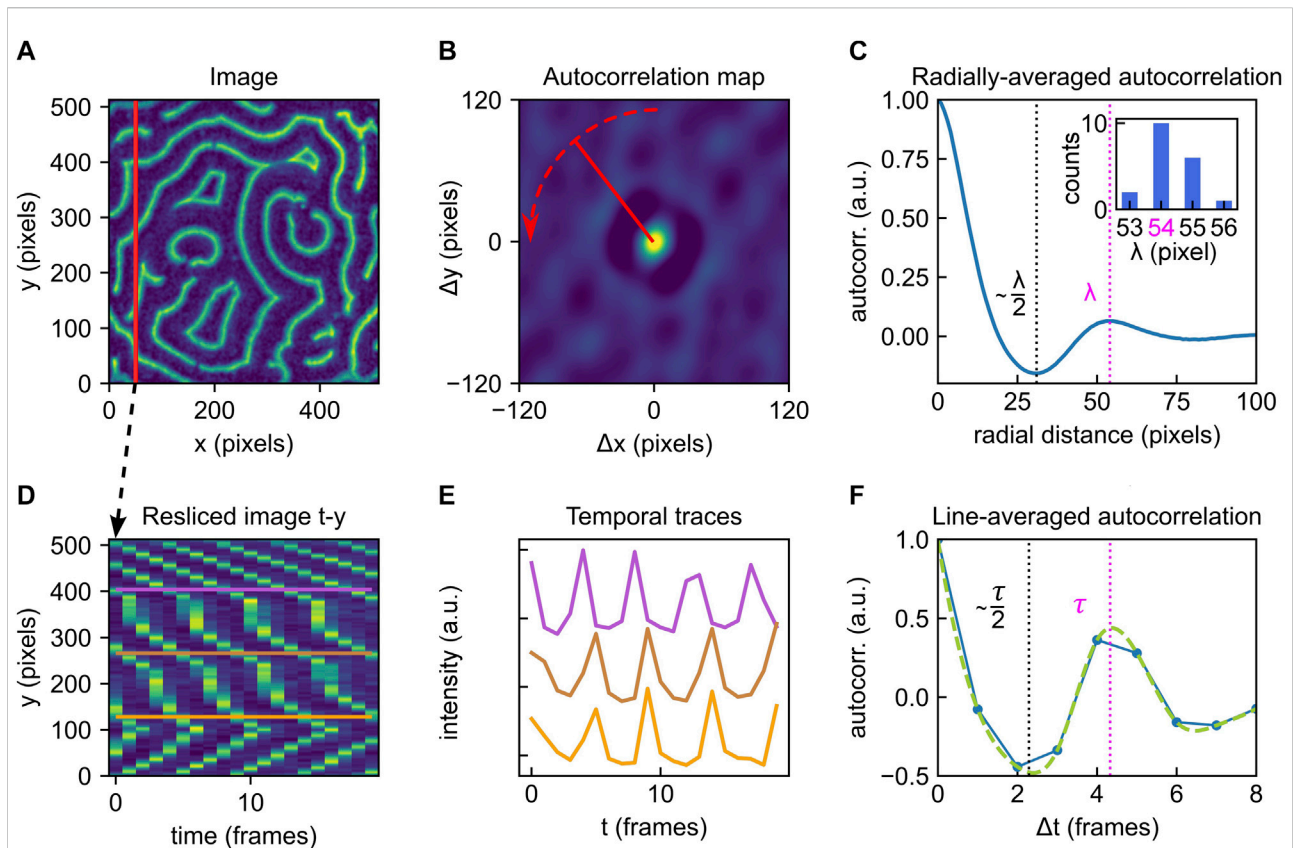 A
Image
500
400
300
200
100
0
y (pixels)
0
200
400
x (pixels)
B
Autocorrelation map
120
0
−120
Δy (pixels)
−120
0
120
Δx (pixels)
C
Radially-averaged autocorrelation
1.00
0.75
0.50
0.25
0.00
autocorr. (a.u.)
~λ/2
λ
10
0
counts
53 54 55 56
λ (pixel)
0
25
50
75
100
radial distance (pixels)
D
Resliced image t-y
500
400
300
200
100
0
y (pixels)
0
10
time (frames)
E
Temporal traces
intensity (a.u.)
0
10
t (frames)
F
Line-averaged autocorrelation
1.0
0.5
0.0
−0.5
autocorr. (a.u.)
~τ/2
τ
0
2
4
6
8
Δt (frames)